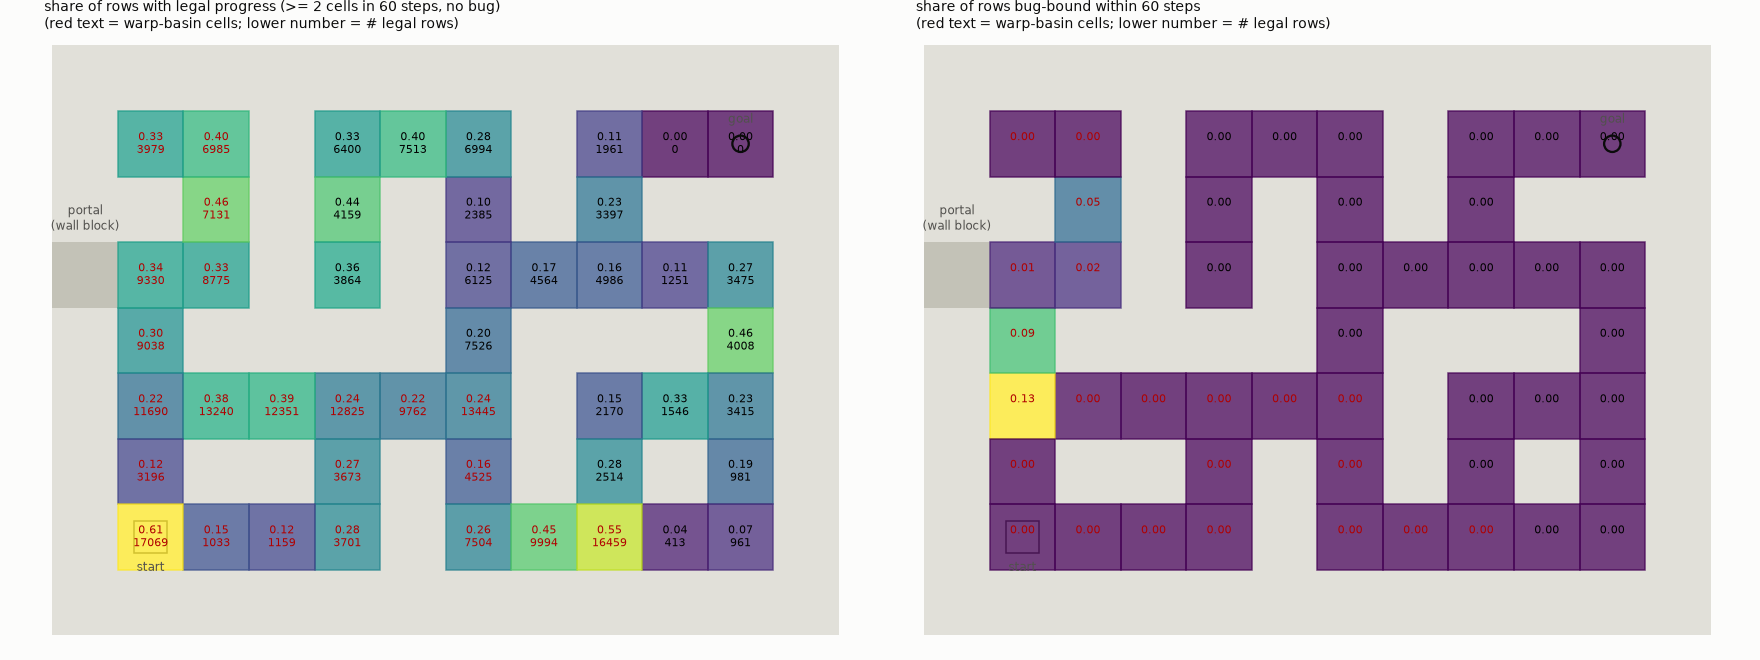 share of rows with legal progress (>= 2 cells in 60 steps, no bug)
(red text = warp-basin cells; lower number = # legal rows)
0.33 0.40 0.33 0.40 0.28 0.11 0.00 0.00
3979 6985 6400 7513 6994 1961 0 0
0.46 0.44 0.10 0.23
7131 4159 2385 3397
portal
(wall block)
0.34 0.33 0.36 0.12 0.17 0.16 0.11 0.27
9330 8775 3864 6125 4564 4986 1251 3475
0.30 0.20 0.46
9038 7526 4008
0.22 0.38 0.39 0.24 0.22 0.24 0.15 0.33 0.23
11690 13240 12351 12825 9762 13445 2170 1546 3415
0.12 0.27 0.16 0.28 0.19
3196 3673 4525 2514 981
0.61 0.15 0.12 0.28 0.26 0.45 0.55 0.04 0.07
17069 1033 1159 3701 7504 9994 16459 413 961
start
share of rows bug-bound within 60 steps
(red text = warp-basin cells; lower number = # legal rows)
0.00 0.00 0.00 0.00 0.00 0.00 0.00 0.00
0.05 0.00 0.00 0.00
portal
(wall block)
0.01 0.02 0.00 0.00 0.00 0.00 0.00 0.00
0.09 0.00 0.00
0.13 0.00 0.00 0.00 0.00 0.00 0.00 0.00 0.00
0.00 0.00 0.00 0.00 0.00
0.00 0.00 0.00 0.00 0.00 0.00 0.00 0.00 0.00
start